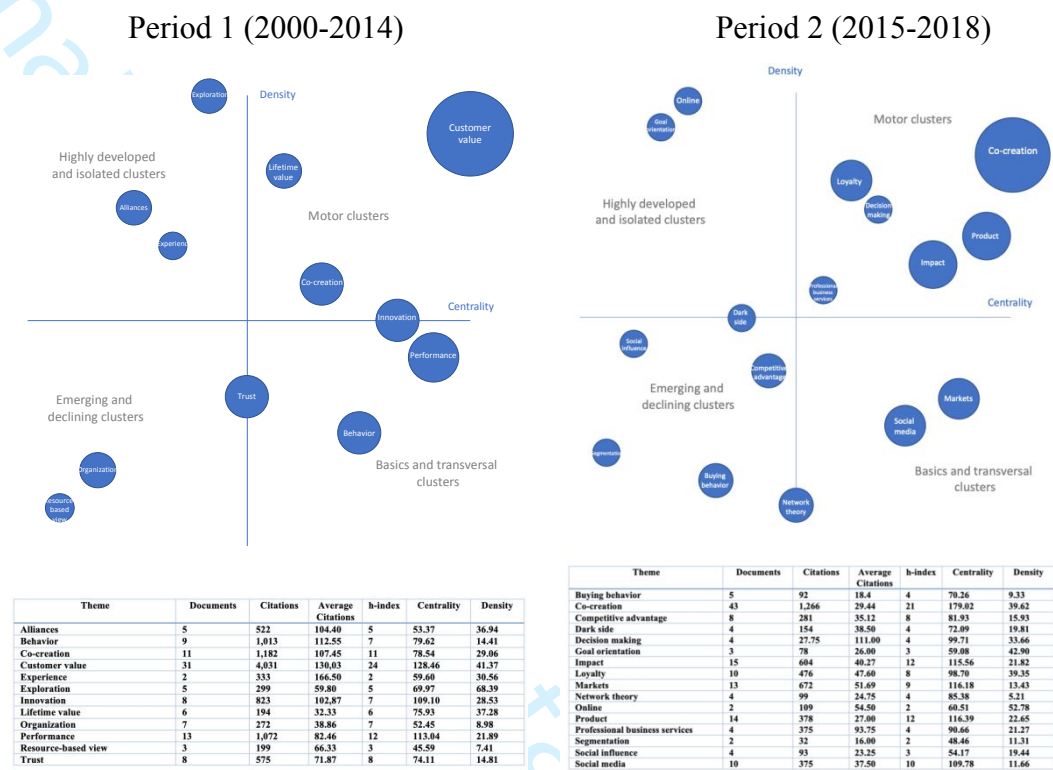 Period 1 (2000-2014)
Exploration
Density
Customer
value
Lifetime
value
Highly developed
and isolated clusters
Alliances
Motor clusters
Experienc
Co-creation
Centrality
Innovation
Performance
Trust
Emerging and
declining clusters
Behavior
Basics and transversal
clusters
Organization
Resource
based
view
Theme Documents Citations Average Citations h-index Centrality Density
Alliances 5 522 104.40 5 53.37 36.94
Behavior 9 1,013 112.55 7 79.62 14.41
Co-creation 11 1,182 107.45 11 78.54 29.06
Customer value 31 4,031 130,03 24 128.46 41.37
Experience 2 333 166.50 2 59.60 30.56
Exploration 5 299 59.80 5 69.97 68.39
Innovation 8 823 102,87 7 109.10 28.53
Lifetime value 6 194 32.33 6 75.93 37.28
Organization 7 272 38.86 7 52.45 8.98
Performance 13 1,072 82.46 12 113.04 21.89
Resource-based view 3 199 66.33 3 45.59 7.41
Trust 8 575 71.87 8 74.11 14.81
Period 2 (2015-2018)
Density
Online
Goal
orientation
Motor clusters
Co-creation
Loyalty
Decision
making
Highly developed
and isolated clusters
Product
Impact
Professional
business
services
Centrality
Dark
side
Social
influence
Competitive
advantage
Emerging and
declining clusters
Markets
Social
media
Segmentation
Buying
behavior
Basics and transversal
clusters
Network
theory
Theme Documents Citations Average Citations h-index Centrality Density
Buying behavior 5 92 18.4 4 70.26 9.33
Co-creation 43 1,266 29.44 21 179.02 39.62
Competitive advantage 8 281 35.12 8 81.93 15.93
Dark side 4 154 38.50 4 72.09 19.81
Decision making 4 27.75 111.00 4 99.71 33.66
Goal orientation 3 78 26.00 3 59.08 42.90
Impact 15 604 40.27 12 115.56 21.82
Loyalty 10 476 47.60 8 98.70 39.35
Markets 13 672 51.69 9 116.18 13.43
Network theory 4 99 24.75 4 85.38 5.21
Online 2 109 54.50 2 60.51 52.78
Product 14 378 27.00 12 116.39 22.65
Professional business services 4 375 93.75 4 90.66 21.27
Segmentation 2 32 16.00 2 48.46 11.31
Social influence 4 93 23.25 3 54.17 19.44
Social media 10 375 37.50 10 109.78 11.66